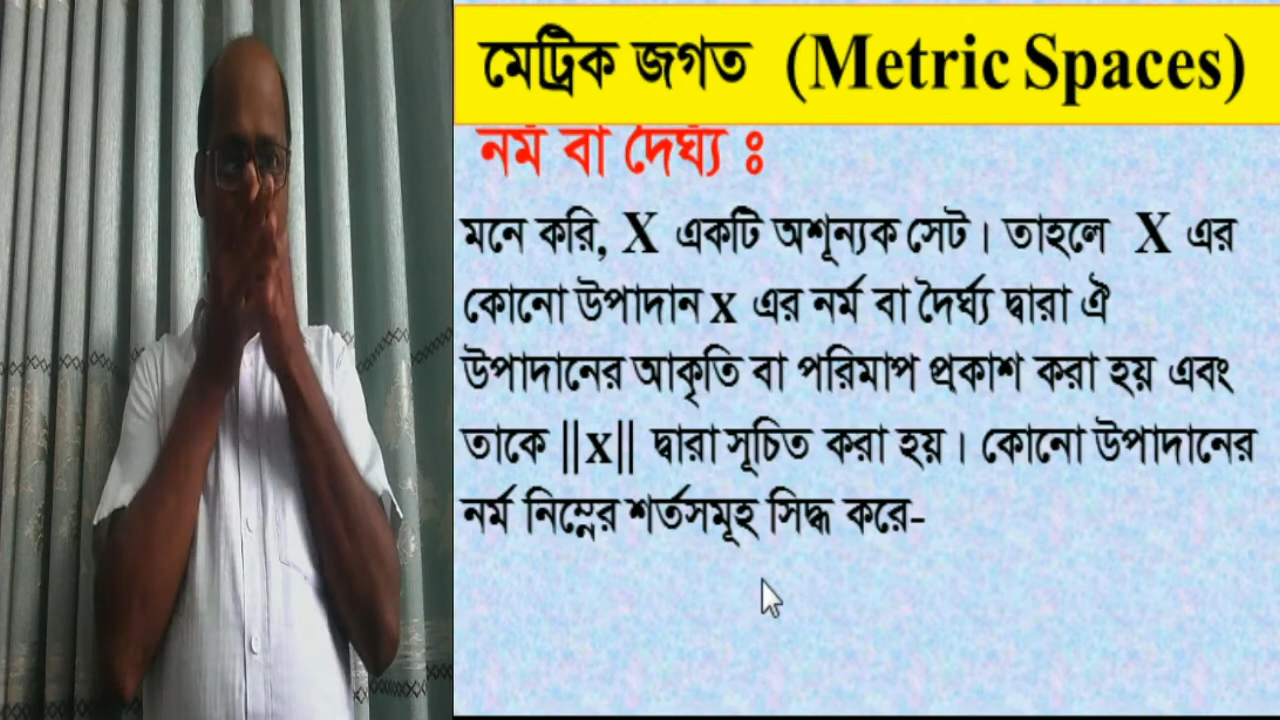 মেট্রিক জগত (Metric Spaces)
নর্ম বা দৈর্ঘ্য ঃ
মনে করি, X একটি অশূন্যক সেট। তাহলে X এর
কোনো উপাদান x এর নর্ম বা দৈর্ঘ্য দ্বারা ঐ
উপাদানের আকৃতি বা পরিমাপ প্রকাশ করা হয় এবং
তাকে ||x|| দ্বারা সূচিত করা হয়। কোনো উপাদানের
নর্ম নিম্নের শর্তসমূহ সিদ্ধ করে-